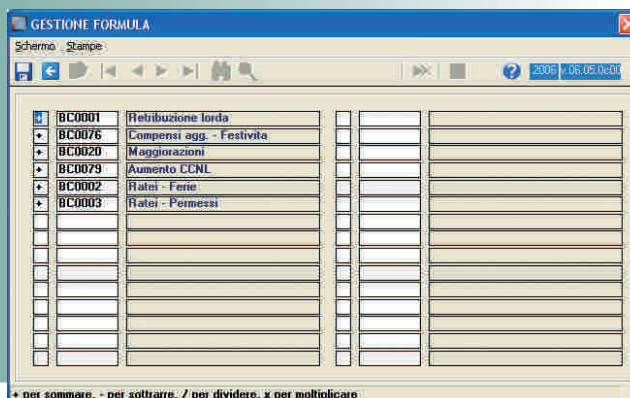 GESTIONE FORMULA
Schermo Stampe
2006 v.06.05.0c00
+ BC0001 Retribuzione lorda
+ BC0076 Compensi agg. - Festivita
+ BC0020 Maggiorazioni
+ BC0079 Aumento CCNL
+ BC0002 Ratei - Ferie
+ BC0003 Ratei - Permessi
+ per sommare, - per sottrarre, / per dividere, x per moltiplicare